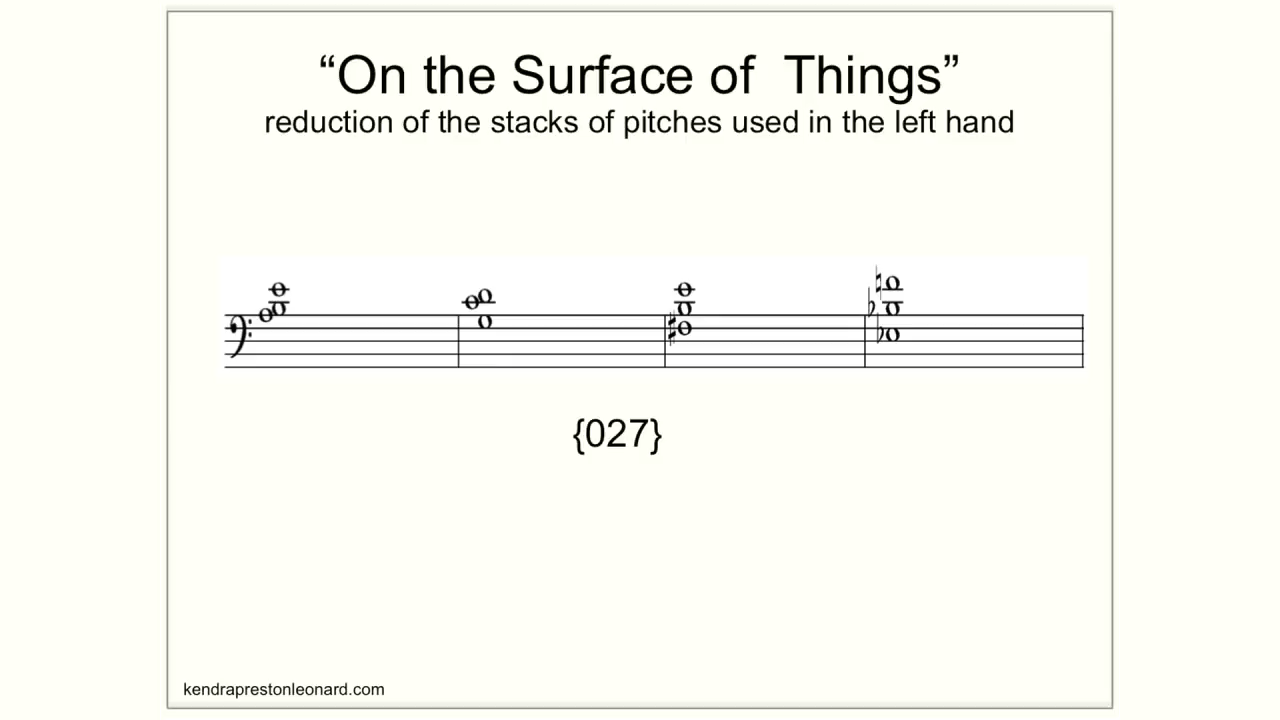 “On the Surface of  Things”
reduction of the stacks of pitches used in the left hand
{027}
kendraprestonleonard.com